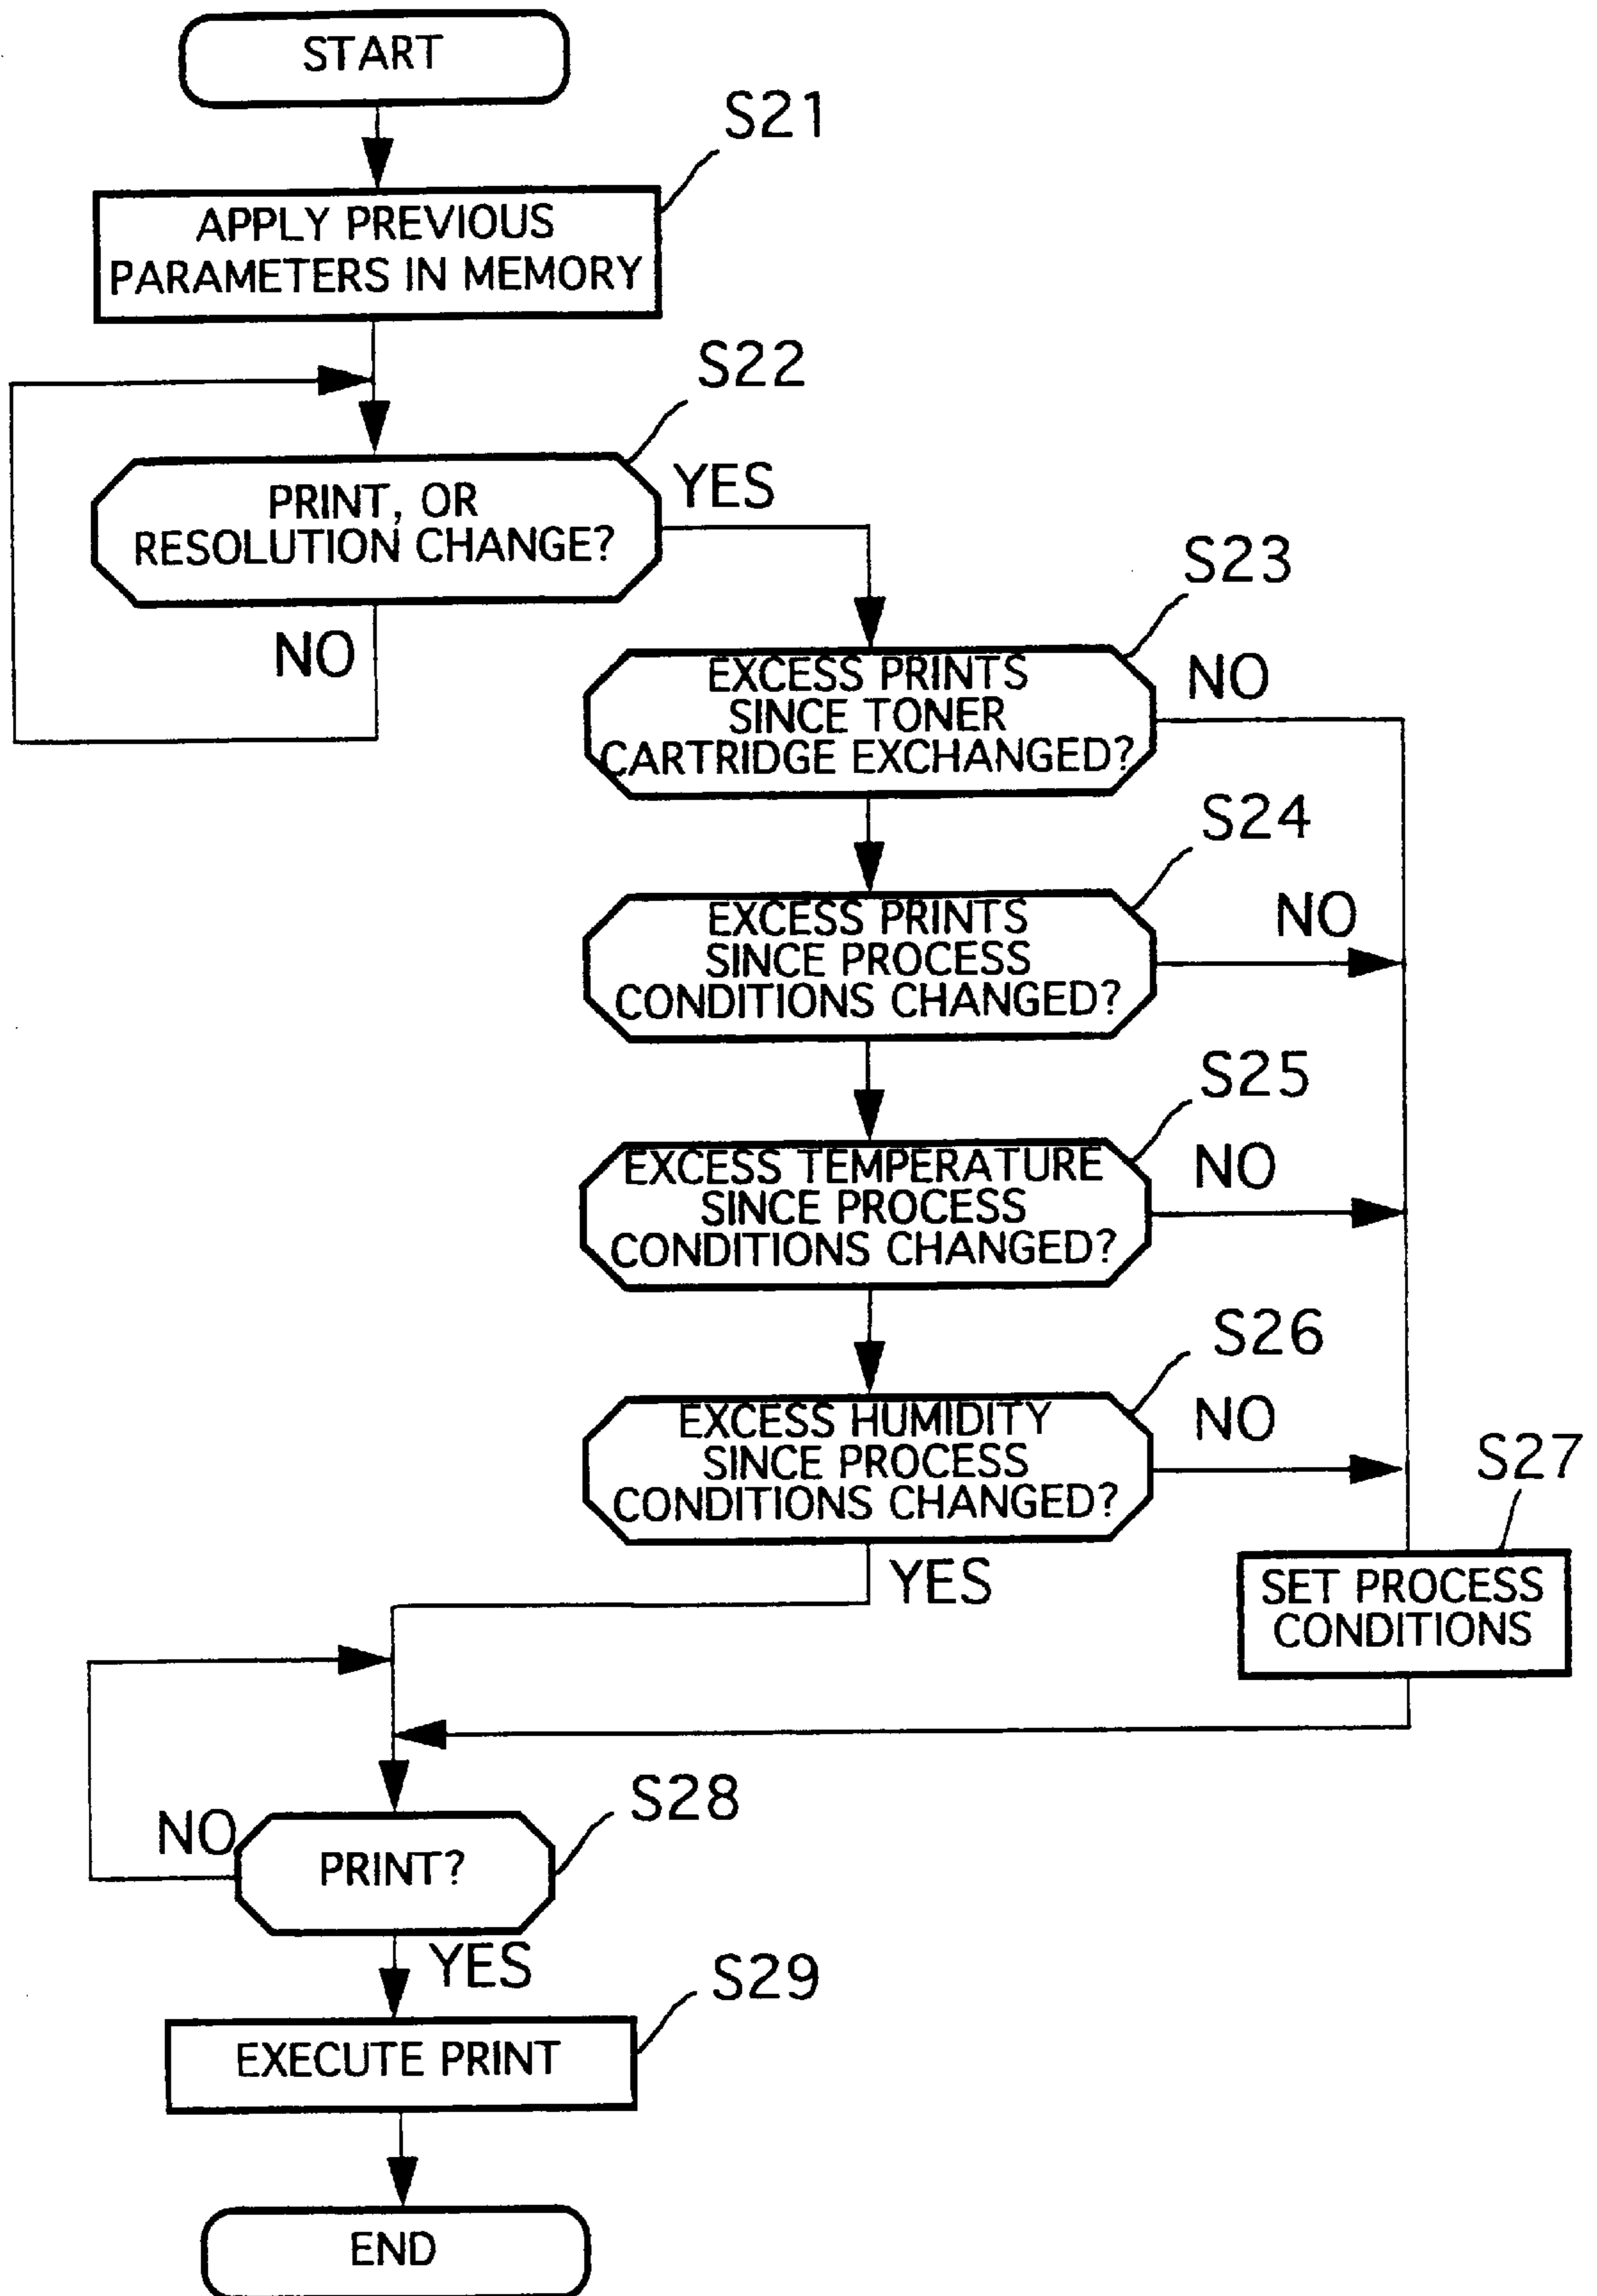 START
S21
APPLY PREVIOUS
PARAMETERS IN MEMORY
S22
PRINT, OR
RESOLUTION CHANGE?
YES
NO
S23
EXCESS PRINTS
SINCE TONER
CARTRIDGE EXCHANGED?
NO
S24
EXCESS PRINTS
SINCE PROCESS
CONDITIONS CHANGED?
NO
S25
EXCESS TEMPERATURE
SINCE PROCESS
CONDITIONS CHANGED?
NO
S26
EXCESS HUMIDITY
SINCE PROCESS
CONDITIONS CHANGED?
NO
YES
S27
SET PROCESS
CONDITIONS
S28
NO
PRINT?
YES
S29
EXECUTE PRINT
END